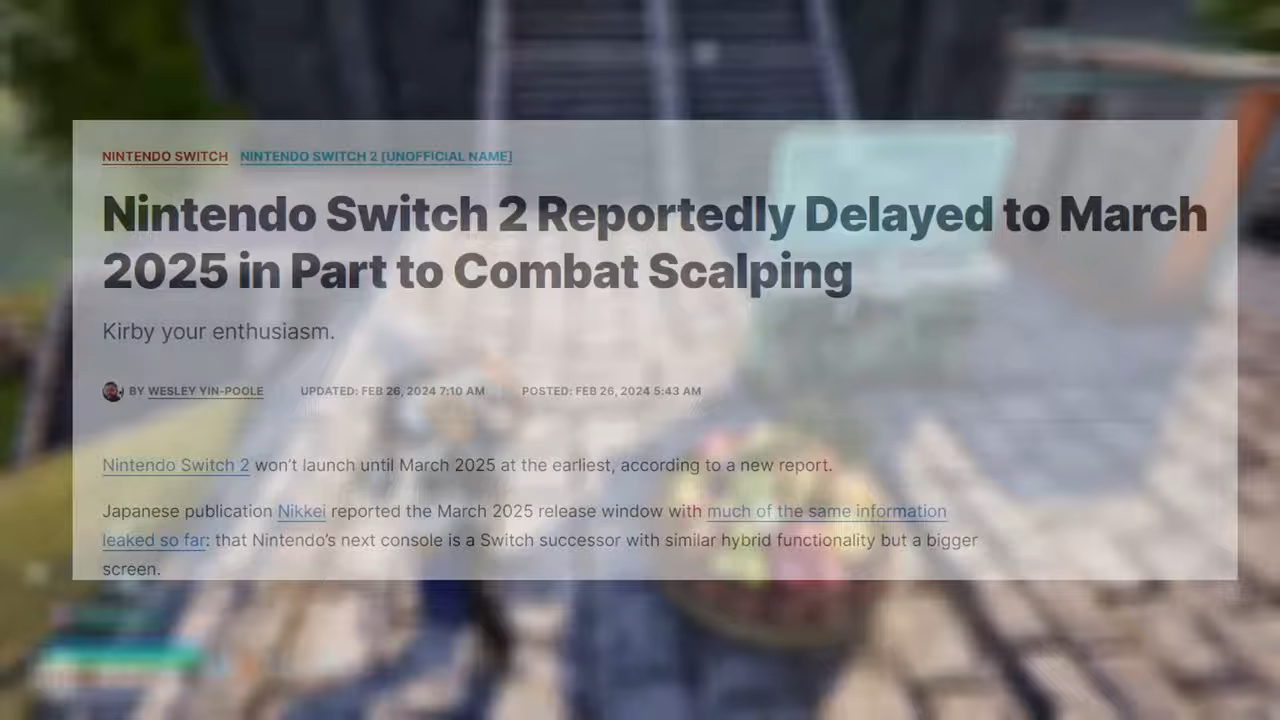 NINTENDO SWITCH NINTENDO SWITCH 2 [UNOFFICIAL NAME]
Nintendo Switch 2 Reportedly Delayed to March
2025 in Part to Combat Scalping
Kirby your enthusiasm.
BY WESLEY YIN-POOLE UPDATED: FEB 26, 2024 7:10 AM POSTED: FEB 26, 2024 5:43 AM
Nintendo Switch 2 won’t launch until March 2025 at the earliest, according to a new report.
Japanese publication Nikkei reported the March 2025 release window with much of the same information
leaked so far: that Nintendo’s next console is a Switch successor with similar hybrid functionality but a bigger
screen.